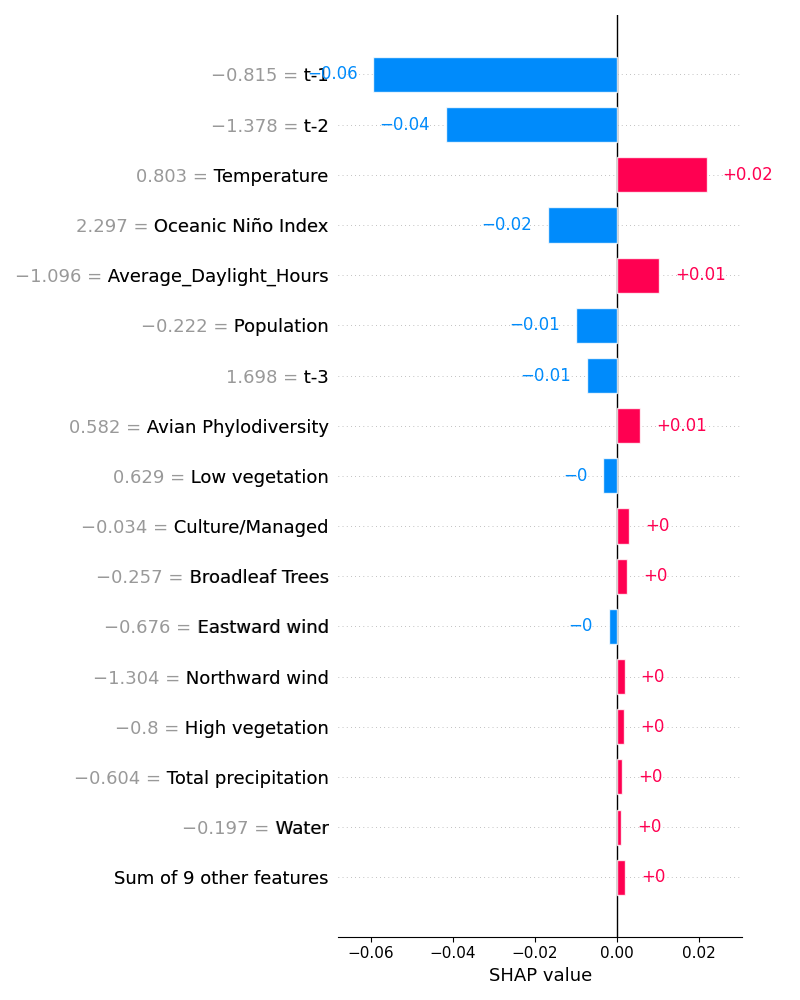 −0.815 = t-1 −0.06
−1.378 = t-2 −0.04
0.803 = Temperature +0.02
2.297 = Oceanic Niño Index −0.02
−1.096 = Average_Daylight_Hours +0.01
−0.222 = Population −0.01
1.698 = t-3 −0.01
0.582 = Avian Phylodiversity +0.01
0.629 = Low vegetation −0
−0.034 = Culture/Managed +0
−0.257 = Broadleaf Trees +0
−0.676 = Eastward wind −0
−1.304 = Northward wind +0
−0.8 = High vegetation +0
−0.604 = Total precipitation +0
−0.197 = Water +0
Sum of 9 other features +0
−0.06 −0.04 −0.02 0.00 0.02
SHAP value